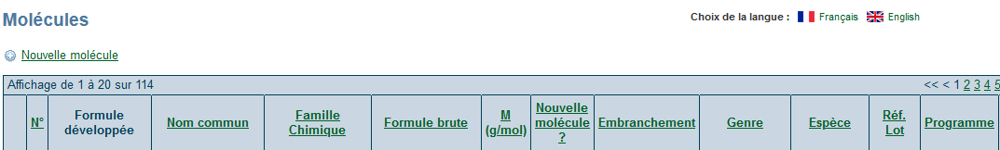 Molécules
Choix de la langue : Français English
Nouvelle molécule
Affichage de 1 à 20 sur 114
<< < 1 2 3 4 5
N°
Formule
développée
Nom commun
Famille
Chimique
Formule brute
M
(g/mol)
Nouvelle
molécule
?
Embranchement
Genre
Espèce
Réf.
Lot
Programme